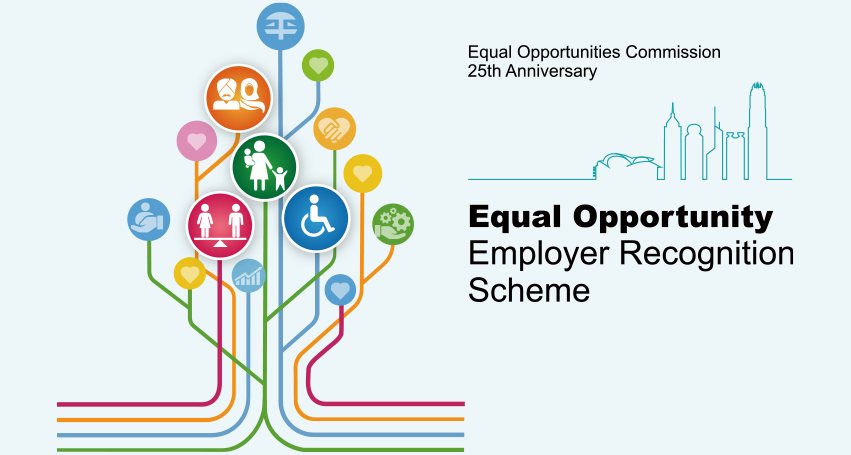 Equal Opportunities Commission
25th Anniversary
Equal Opportunity
Employer Recognition
Scheme